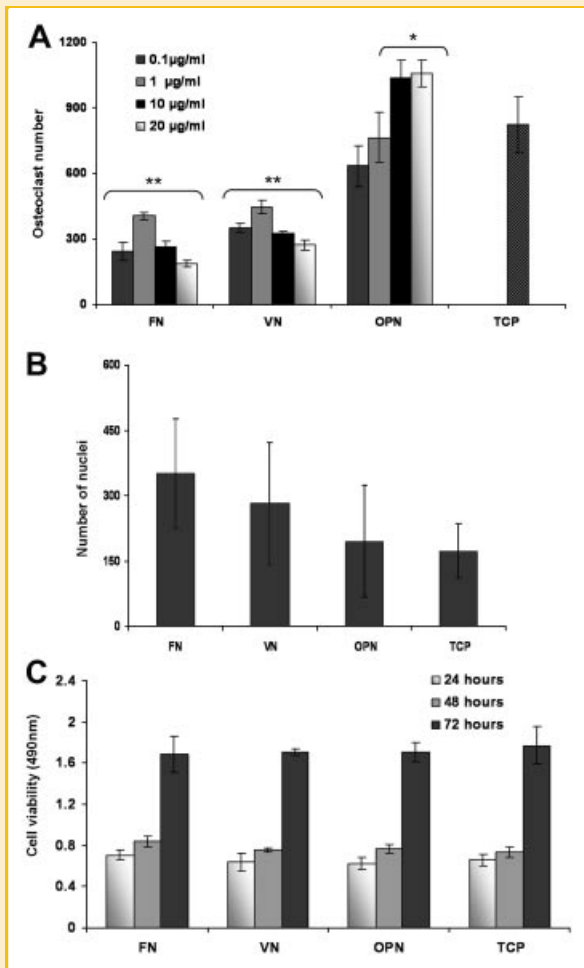 A
1200
900
600
300
0
Osteoclast number
0.1µg/ml
1 µg/ml
10 µg/ml
20 µg/ml
**
**
*
FN VN OPN TCP
B
600
450
300
150
0
Number of nuclei
FN VN OPN TCP
C
2.4
2
1.6
1.2
0.8
0.4
0
Cell viability (490nm)
24 hours
48 hours
72 hours
FN VN OPN TCP